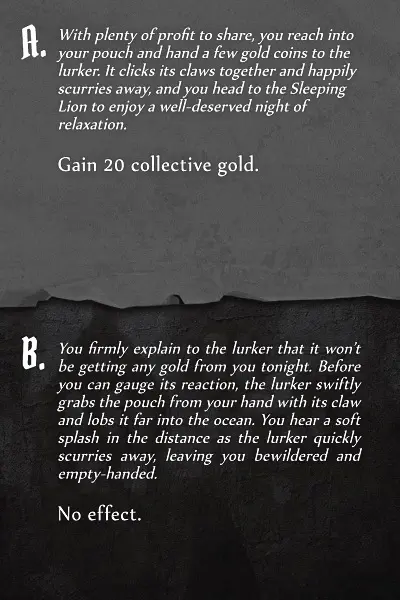 A. With plenty of profit to share, you reach into
your pouch and hand a few gold coins to the
lurker. It clicks its claws together and happily
scurries away, and you head to the Sleeping
Lion to enjoy a well-deserved night of
relaxation.
Gain 20 collective gold.
B. You firmly explain to the lurker that it won't
be getting any gold from you tonight. Before
you can gauge its reaction, the lurker swiftly
grabs the pouch from your hand with its claw
and lobs it far into the ocean. You hear a soft
splash in the distance as the lurker quickly
scurries away, leaving you bewildered and
empty-handed.
No effect.